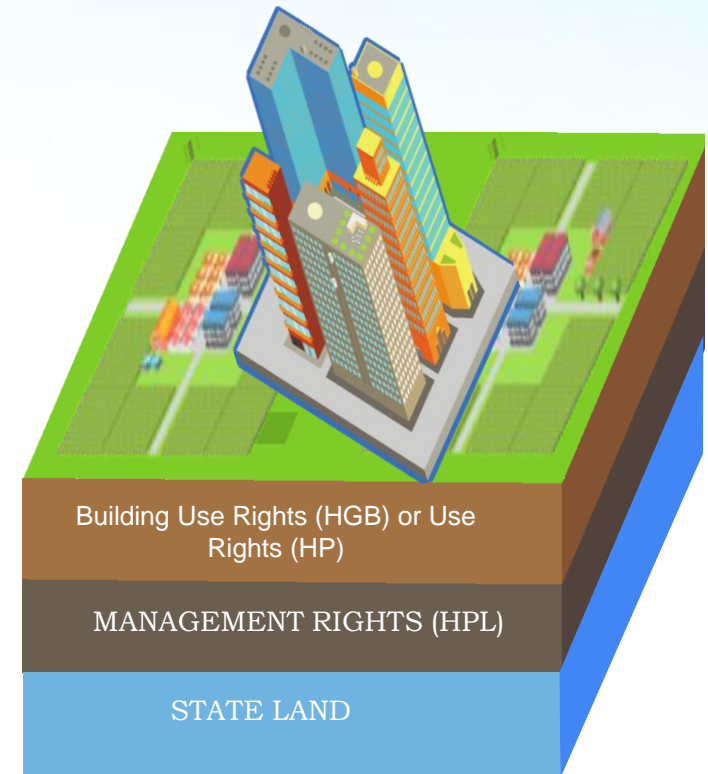 Building Use Rights (HGB) or Use
Rights (HP)
MANAGEMENT RIGHTS (HPL)
STATE LAND